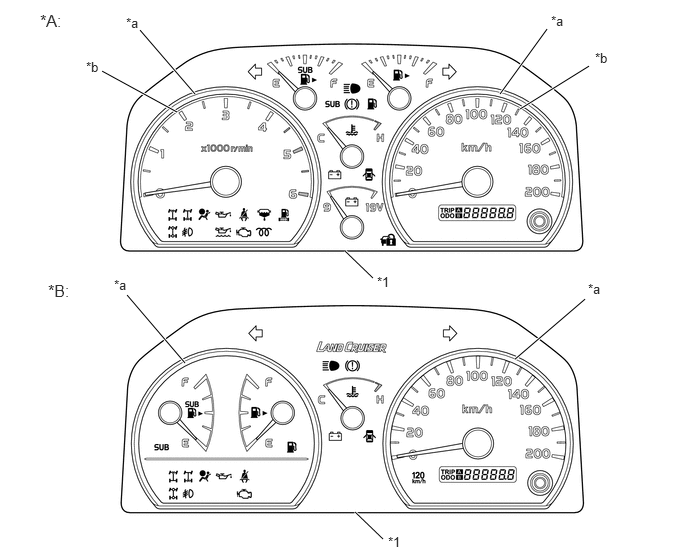 *A:
*a
*a
*b
*b
SUB
E F E F
SUB
C H
0 1 2 3 4 5 6
x1000r/min
9 19V
0 20 40 60 80 100 120 140 160 180 200
km/h
TRIP A
ODO B
888888.8
*1
*B:
*a
*a
LAND CRUISER
F F
SUB
E E
SUB
C H
0 20 40 60 80 100 120 140 160 180 200
km/h
120
km/h
TRIP A
ODO B
888888.8
*1